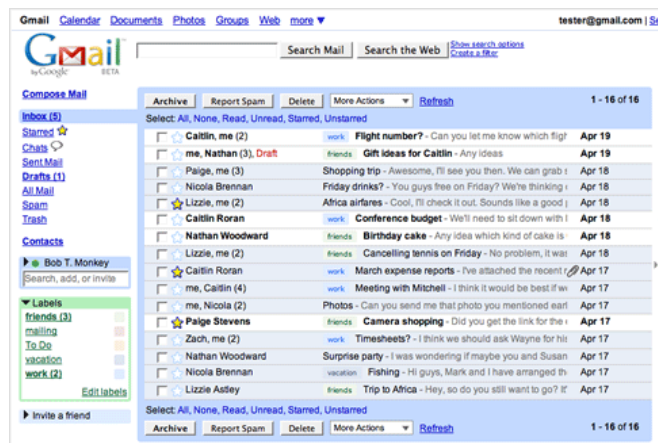 Gmail Calendar Documents Photos Groups Web more ▼ tester@gmail.com |
Gmail
by Google BETA
Search Mail Search the Web Show search options
Create a filter
Compose Mail
Inbox (5)
Starred
Chats
Sent Mail
Drafts (1)
All Mail
Spam
Trash
Contacts
Bob T. Monkey
Search, add, or invite
Labels
friends (3)
mailing
To Do
vacation
work (2)
Edit labels
Invite a friend
Archive Report Spam Delete More Actions Refresh 1 - 16 of 16
Select: All, None, Read, Unread, Starred, Unstarred
Caitlin, me (2) work Flight number? - Can you let me know which fligh Apr 19
me, Nathan (3), Draft friends Gift ideas for Caitlin - Any ideas Apr 19
Paige, me (3) Shopping trip - Awesome, I'll see you then. We can grab Apr 18
Nicola Brennan Friday drinks? - You guys free on Friday? We're thinking Apr 18
Lizzie, me (2) Africa airfares - Cool, I'll check it out. Sounds like a good Apr 18
Caitlin Roran work Conference budget - We'll need to sit down with Apr 18
Nathan Woodward friends Birthday cake - Any idea which kind of cake is Apr 18
Lizzie, me (2) friends Cancelling tennis on Friday - No problem, it was Apr 18
Caitlin Roran work March expense reports - I've attached the recent Apr 17
me, Caitlin (4) work Meeting with Mitchell - I think it would be best if Apr 17
me, Nicola (2) Photos - Can you send me that photo you mentioned earl Apr 17
Paige Stevens friends Camera shopping - Did you get the link for the Apr 17
Zach, me (2) work Timesheets? - I think we should ask Wayne for his Apr 17
Nathan Woodward Surprise party - I was wondering if maybe you and Susan Apr 17
Nicola Brennan vacation Fishing - Hi guys, Mark and I have arranged th Apr 17
Lizzie Astley friends Trip to Africa - Hey, so do you still want to go? Apr 17
Select: All, None, Read, Unread, Starred, Unstarred
Archive Report Spam Delete More Actions Refresh 1 - 16 of 16